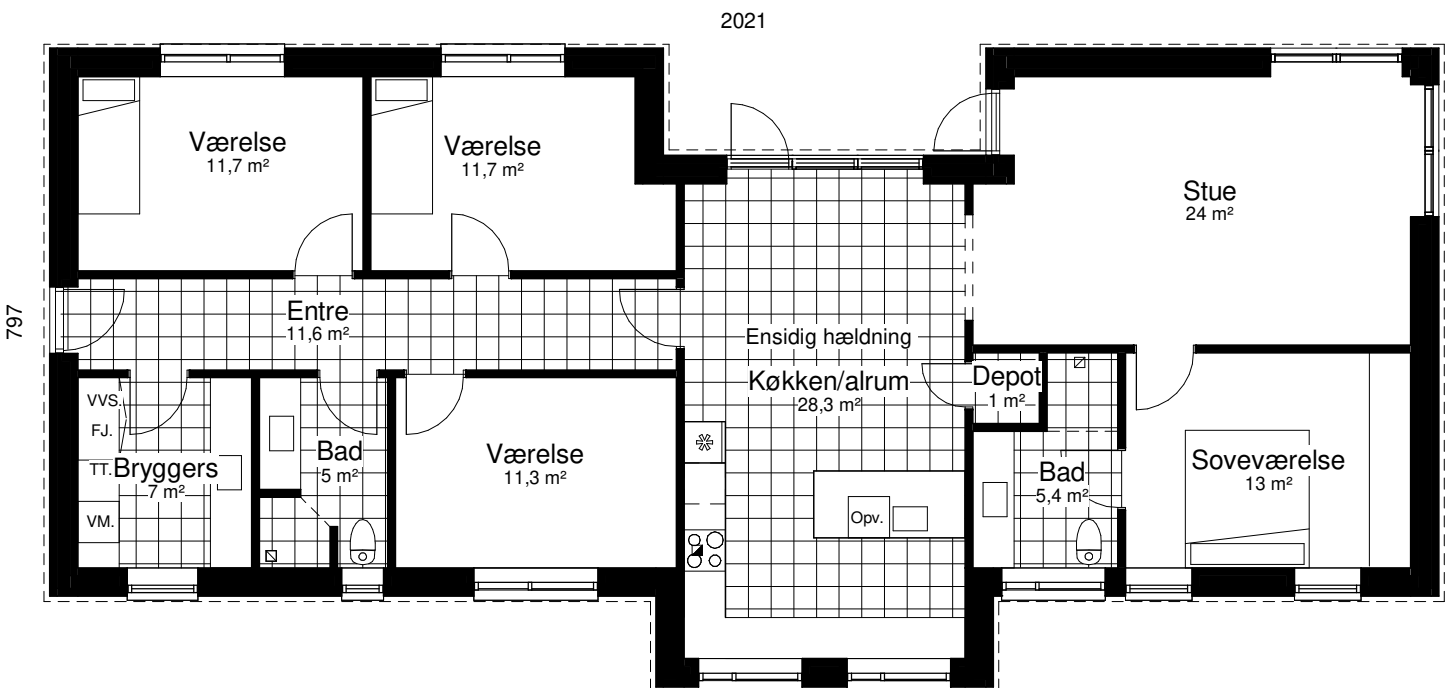 2021
Værelse
11,7 m²
Værelse
11,7 m²
Stue
24 m²
797
Entre
11,6 m²
Ensidig hældning
Køkken/alrum
28,3 m²
Depot
1 m²
VVS.
FJ.
TT.
Bryggers
7 m²
VM.
Bad
5 m²
Værelse
11,3 m²
Opv.
Bad
5,4 m²
Soveværelse
13 m²